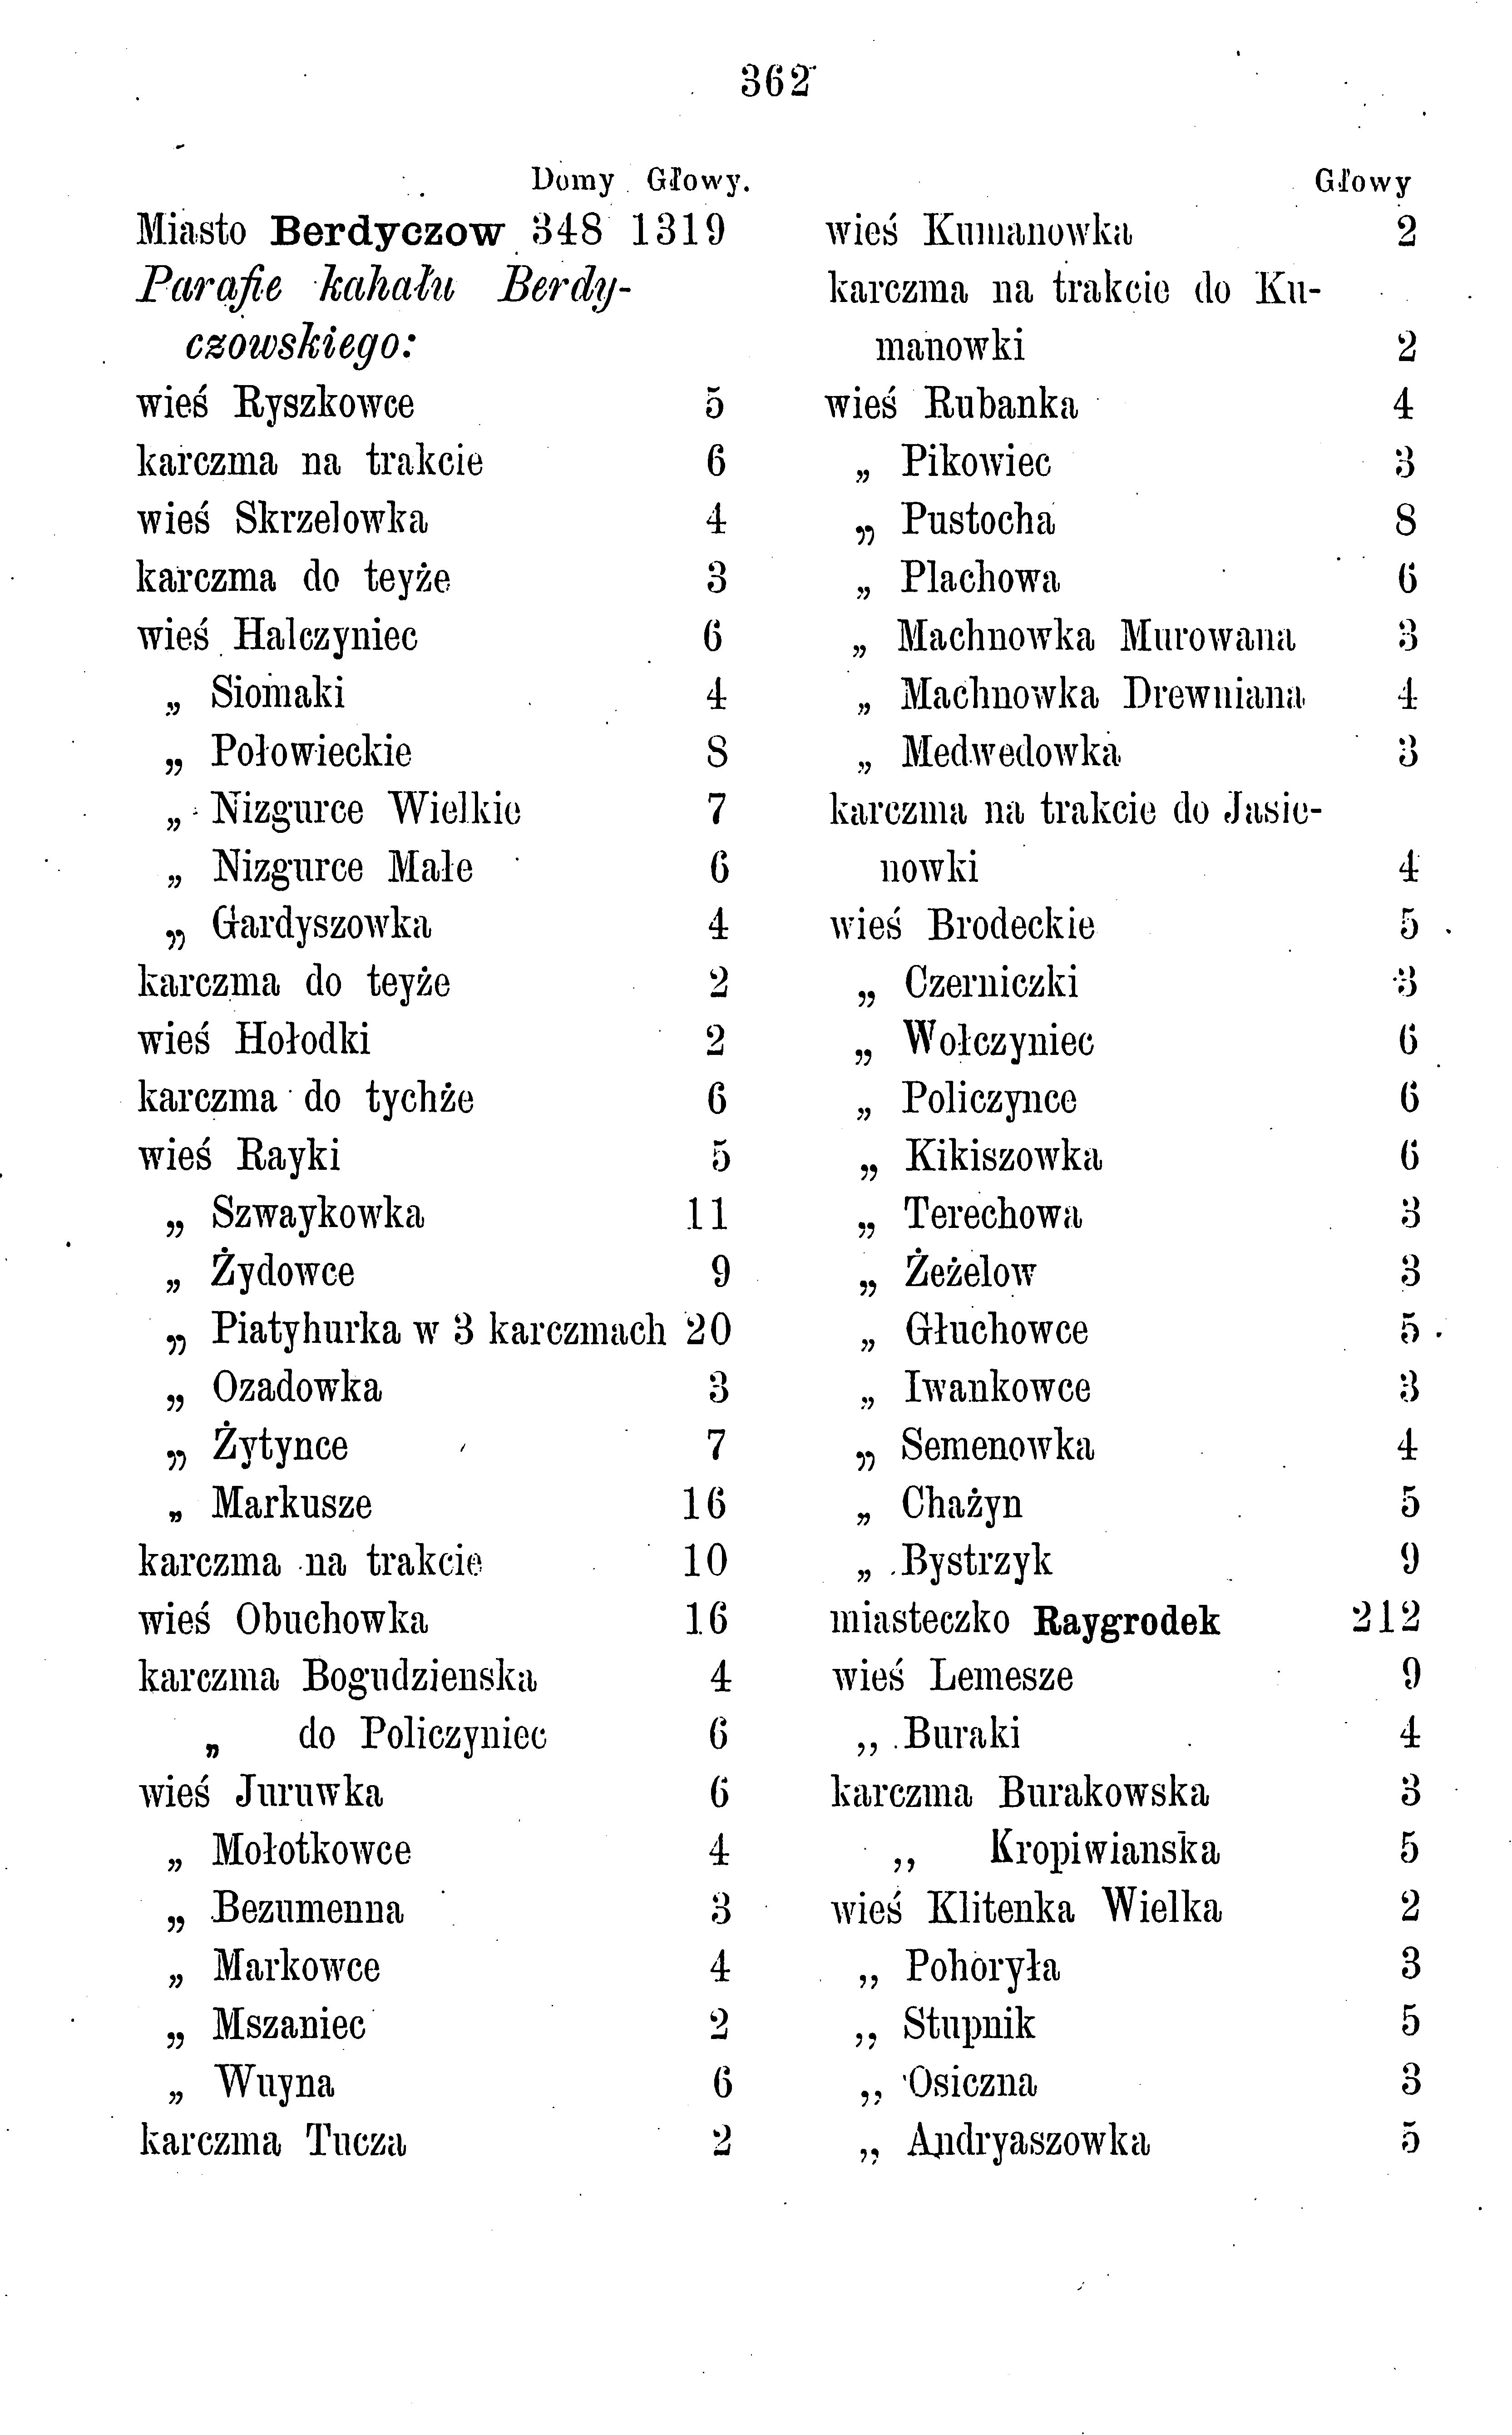 362
Domy Głowy.
Miasto Berdyczow 348 1319
Parafie kahału Berdy-
czowskiego:
wieś Ryszkowce 5
karczma na trakcie 6
wieś Skrzelowka 4
karczma do teyże 3
wieś Halczyniec 6
„ Siomaki 4
„ Połowieckie 8
„ Nizgurce Wielkie 7
„ Nizgurce Małe 6
„ Gardyszowka 4
karczma do teyże 2
wieś Hołodki 2
karczma do tychże 6
wieś Rayki 5
„ Szwaykowka 11
„ Żydowce 9
„ Piatyhurka w 3 karczmach 20
„ Ozadowka 3
„ Żytynce 7
„ Markusze 16
karczma na trakcie 10
wieś Obuchowka 16
karczma Bogudzienska 4
„ do Policzyniec 6
wieś Juruwka 6
„ Mołotkowce 4
„ Bezumenna 3
„ Markowce 4
„ Mszaniec 2
„ Wuyna 6
karczma Tucza 2
Głowy
wieś Kumanowka 2
karczma na trakcie do Ku-
manowki 2
wieś Rubanka 4
„ Pikowiec 3
„ Pustocha 8
„ Plachowa 6
„ Machnowka Murowana 3
„ Machnowka Drewniana 4
„ Medwedowka 3
karczma na trakcie do Jasie-
nowki 4
wieś Brodeckie 5
„ Czerniczki 3
„ Wołczyniec 6
„ Policzynce 6
„ Kikiszowka 6
„ Terechowa 3
„ Żeżelow 3
„ Głuchowce 5
„ Iwankowce 3
„ Semenowka 4
„ Chażyn 5
„ Bystrzyk 9
miasteczko Raygrodek 212
wieś Lemesze 9
,, Buraki 4
karczma Burakowska 3
,, Kropiwianska 5
wieś Klitenka Wielka 2
,, Pohoryła 3
,, Stupnik 5
,, Osiczna 3
,, Andryaszowka 5